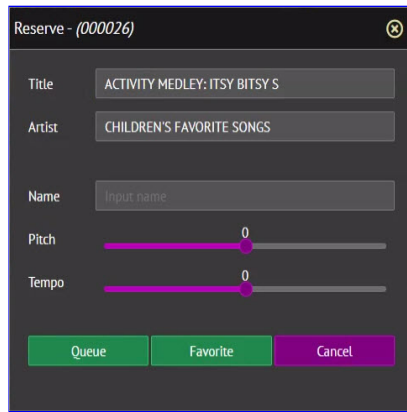 Reserve - (000026)
Title ACTIVITY MEDLEY: ITSY BITSY S
Artist CHILDREN'S FAVORITE SONGS
Name Input name
Pitch 0
Tempo 0
Queue Favorite Cancel